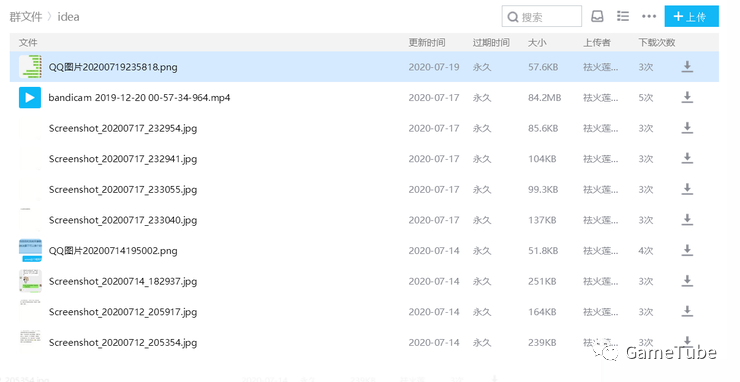 群文件 〉idea
搜索
上传
文件 更新时间 过期时间 大小 上传者 下载次数
QQ图片20200719235818.png 2020-07-19 永久 57.6KB 祛火莲... 3次
bandicam 2019-12-20 00-57-34-964.mp4 2020-07-17 永久 84.2MB 祛火莲... 5次
Screenshot_20200717_232954.jpg 2020-07-17 永久 85.6KB 祛火莲... 3次
Screenshot_20200717_232941.jpg 2020-07-17 永久 104KB 祛火莲... 3次
Screenshot_20200717_233055.jpg 2020-07-17 永久 99.3KB 祛火莲... 3次
Screenshot_20200717_233040.jpg 2020-07-17 永久 137KB 祛火莲... 3次
QQ图片20200714195002.png 2020-07-14 永久 51.8KB 祛火莲... 4次
Screenshot_20200714_182937.jpg 2020-07-14 永久 251KB 祛火莲... 3次
Screenshot_20200712_205917.jpg 2020-07-14 永久 164KB 祛火莲... 3次
Screenshot_20200712_205354.jpg 2020-07-14 永久 239KB 祛火莲... 3次
GameTube